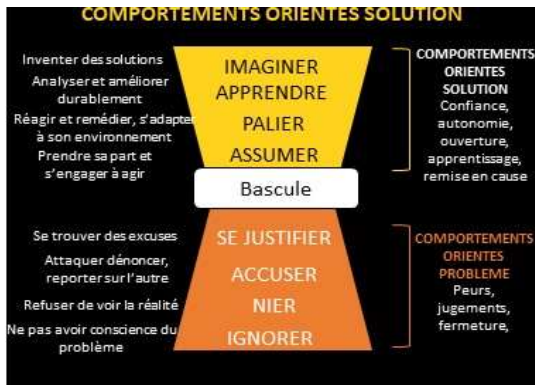 COMPORTEMENTS ORIENTES SOLUTION
Inventer des solutions
Analyser et améliorer
durablement
Réagir et remédier, s'adapter
à son environnement
Prendre sa part et
s'engager à agir
IMAGINER
APPRENDRE
PALIER
ASSUMER
COMPORTEMENTS
ORIENTES
SOLUTION
Confiance,
autonomie,
ouverture,
apprentissage,
remise en cause
Bascule
Se trouver des excuses
Attaquer dénoncer,
reporter sur l'autre
Refuser de voir la réalité
Ne pas avoir conscience du
problème
SE JUSTIFIER
ACCUSER
NIER
IGNORER
COMPORTEMENTS
ORIENTES
PROBLEME
Peurs,
jugements,
fermeture,